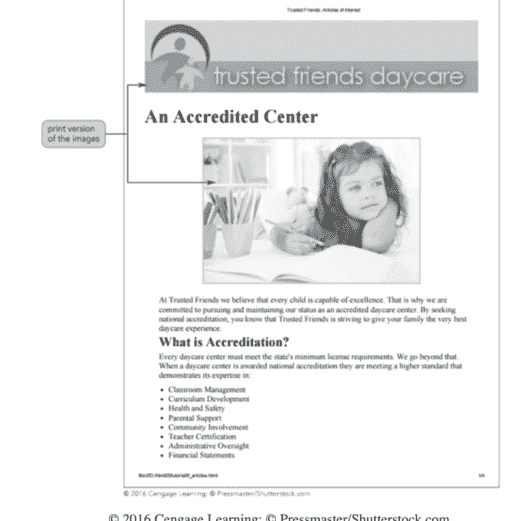 Trusted Friends: Articles of Interest
trusted friends daycare
An Accredited Center
print version
of the images
At Trusted Friends we believe that every child is capable of excellence. That is why we are
committed to pursuing and maintaining our status as an accredited daycare center. By seeking
national accreditation, you know that Trusted Friends is striving to give your family the very best
daycare experience.
What is Accreditation?
Every daycare center must meet the state's minimum license requirements. We go beyond that.
When a daycare center is awarded national accreditation they are meeting a higher standard that
demonstrates its expertise in:
• Classroom Management
• Curriculum Development
• Health and Safety
• Parental Support
• Community Involvement
• Teacher Certification
• Administrative Oversight
• Financial Statements
1/4
© 2016 Cengage Learning; © Pressmaster/Shutterstock.com
© 2016 Cengage Learning; © Pressmaster/Shutterstock.com